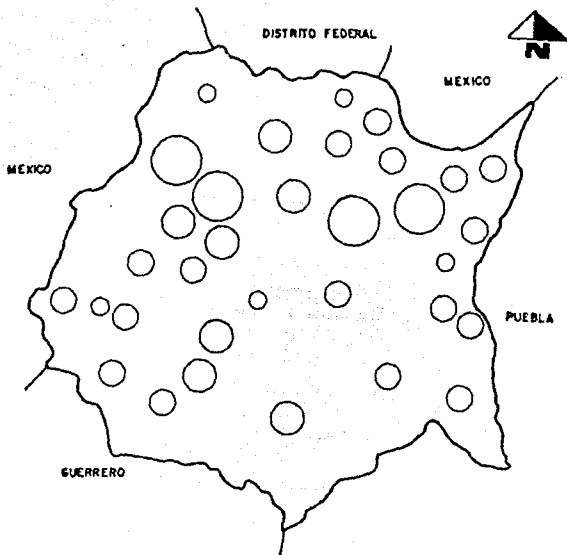 DISTRITO FEDERAL
N
MEXICO
MEXICO
PUEBLA
GUERRERO